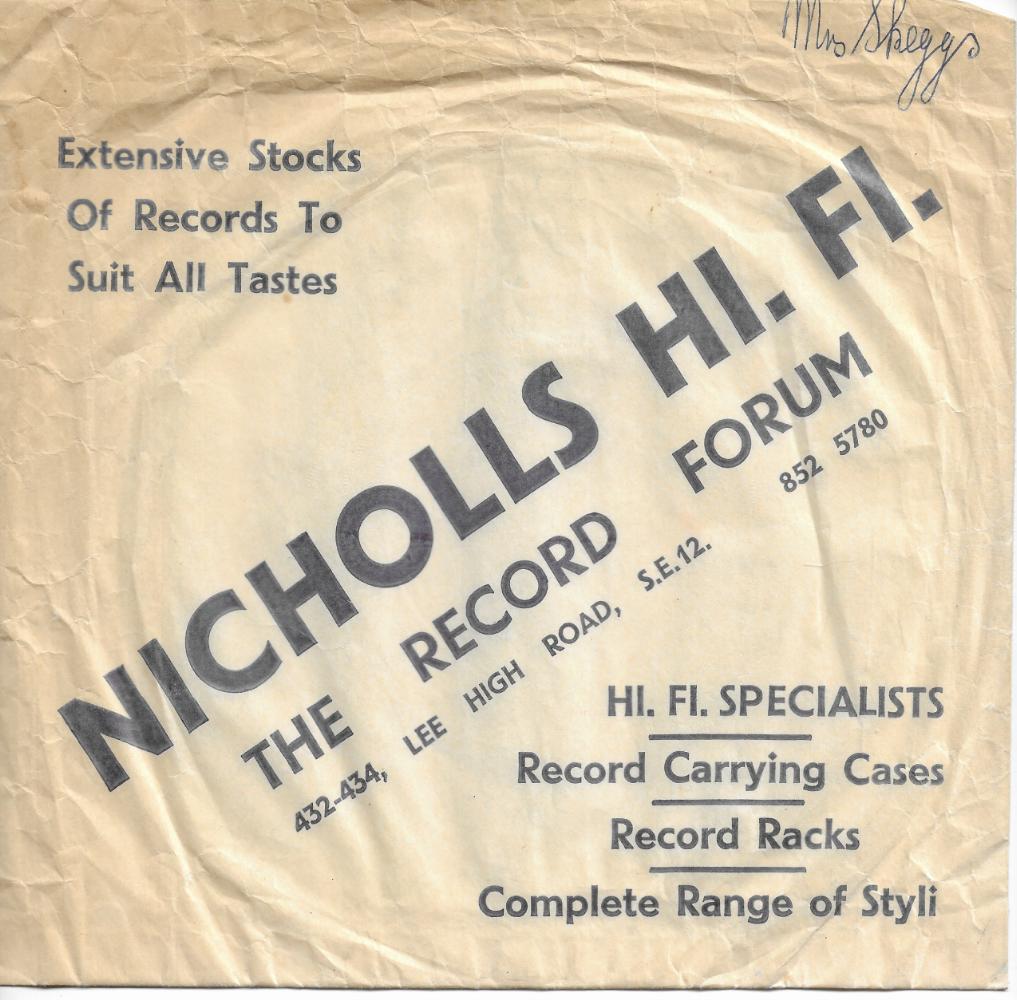 Mrs Skeggs
Extensive Stocks
Of Records To
Suit All Tastes
NICHOLLS HI. FI.
THE RECORD FORUM
432-434, LEE HIGH ROAD, S.E.12. 852 5780
HI. FI. SPECIALISTS
Record Carrying Cases
Record Racks
Complete Range of Styli